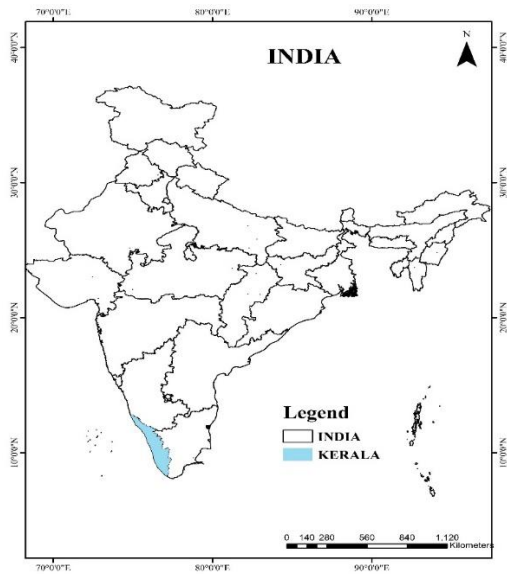 70°0'0"E 80°0'0"E 90°0'0"E
N
INDIA
40°0'0"N 40°0'0"N
30°0'0"N 30°0'0"N
20°0'0"N 20°0'0"N
10°0'0"N 10°0'0"N
Legend
INDIA
KERALA
0 140 280 560 840 1,120
Kilometers
70°0'0"E 80°0'0"E 90°0'0"E